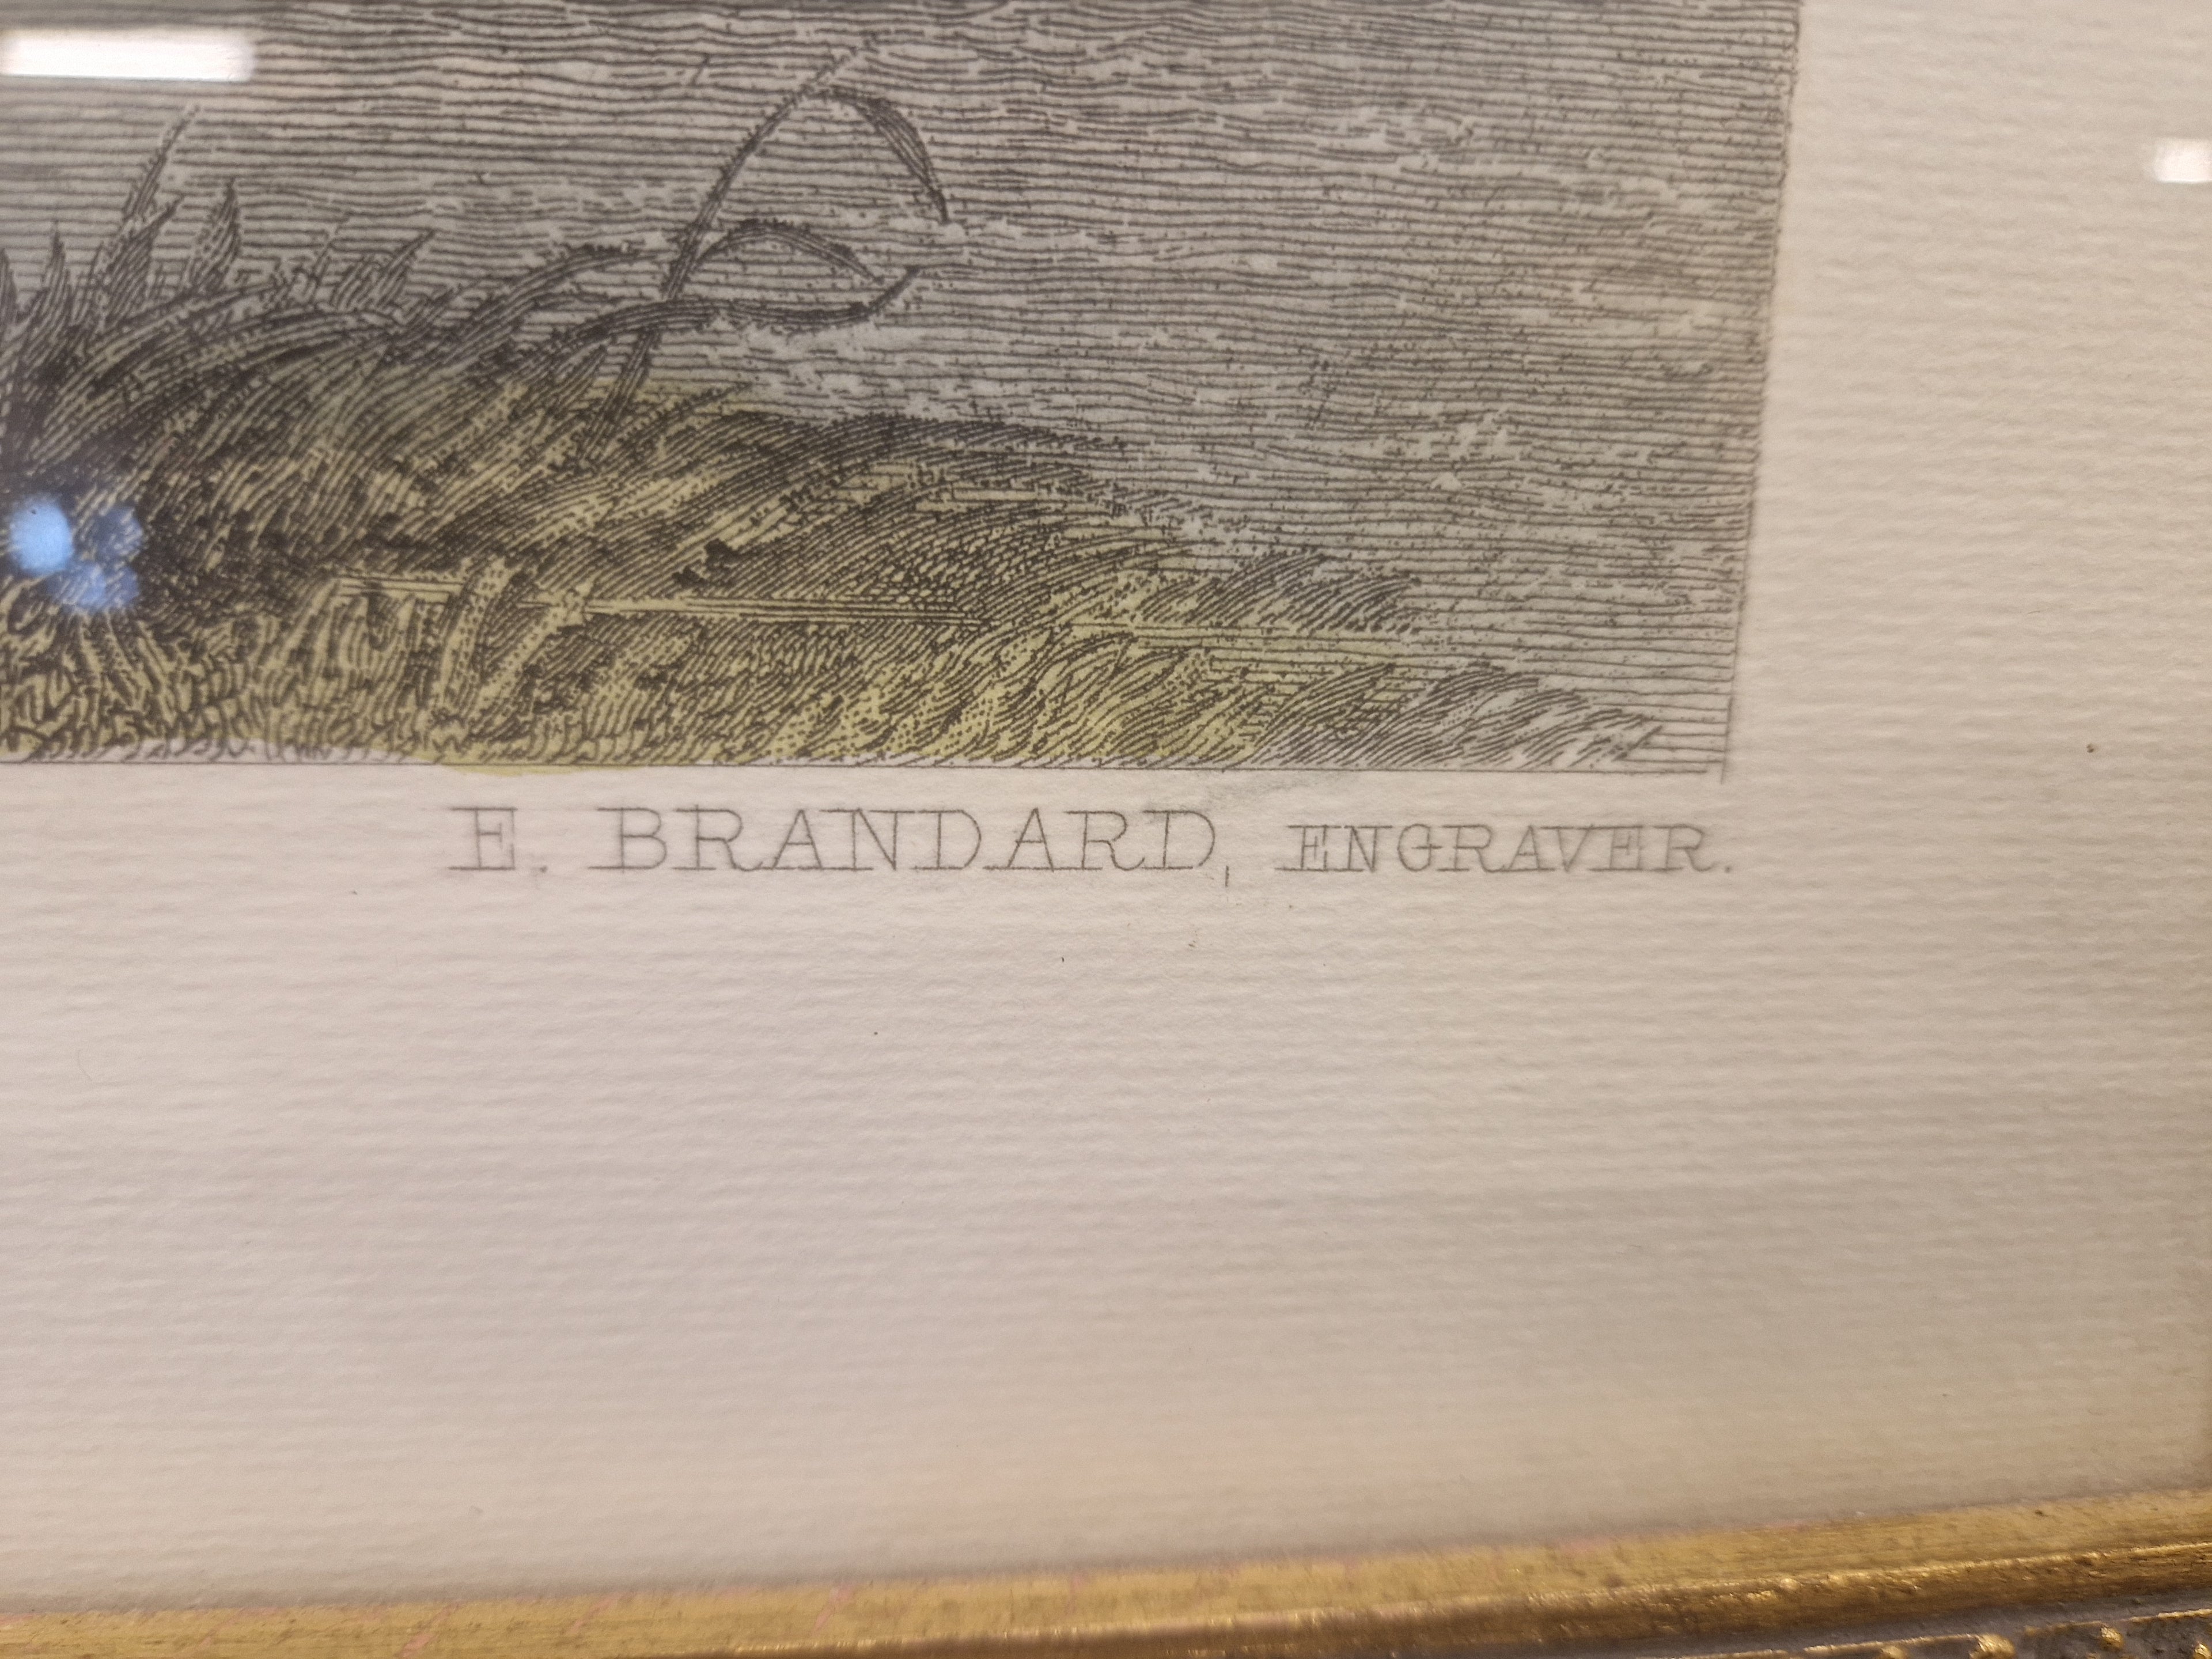 E. BRANDARD, ENGRAVER.